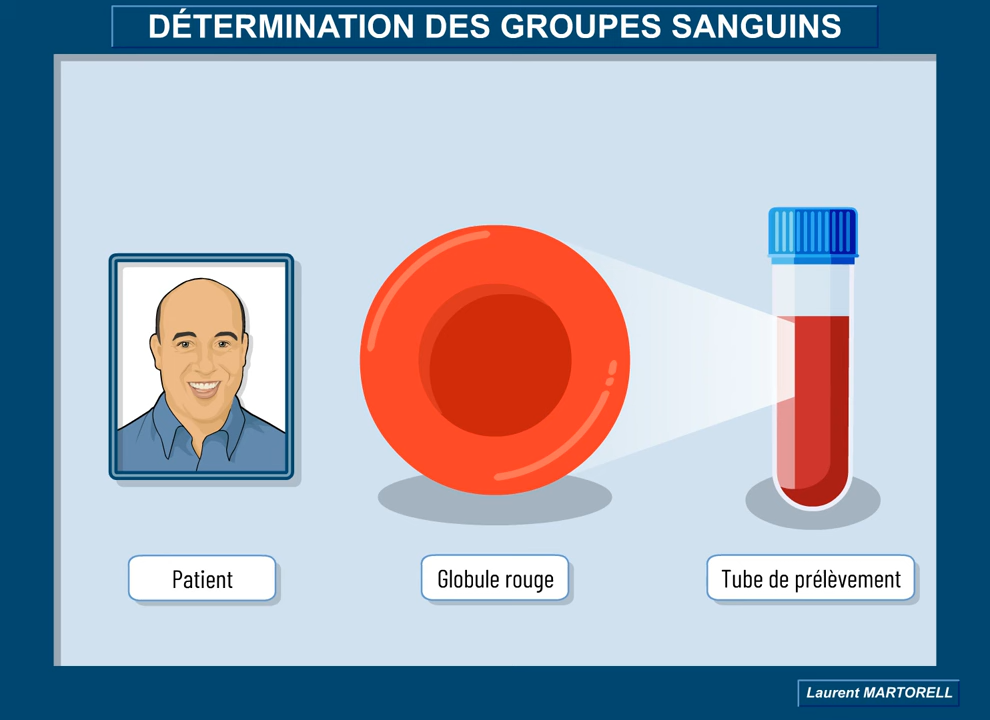 DÉTERMINATION DES GROUPES SANGUINS
Patient
Globule rouge
Tube de prélèvement
Laurent MARTORELL